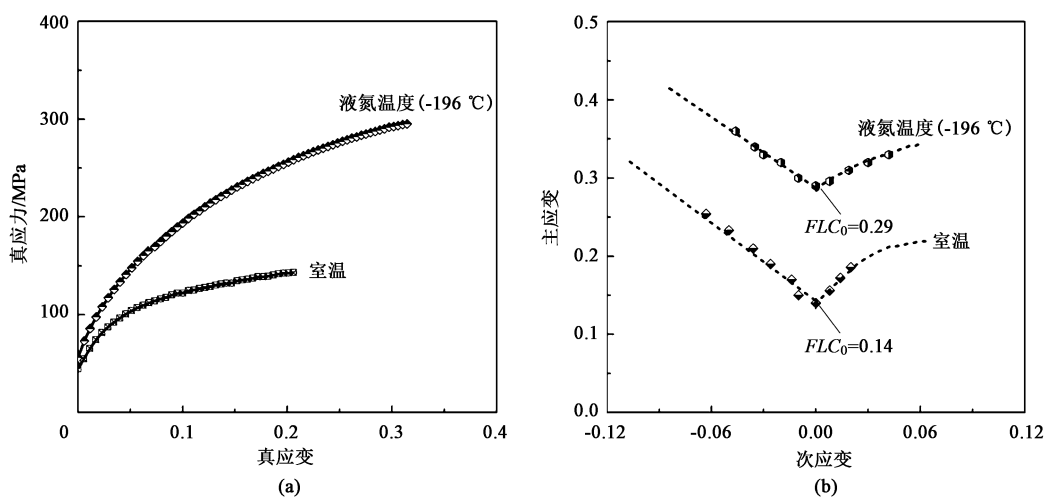 400
300
200
100
0
0.1
0.2
0.3
0.4
真应力/MPa
真应变
液氮温度(-196 ℃)
室温
(a)
0.5
0.4
0.3
0.2
0.1
0.0
-0.12
-0.06
0.00
0.06
0.12
主应变
次应变
液氮温度(-196 ℃)
FLC₀=0.29
室温
FLC₀=0.14
(b)